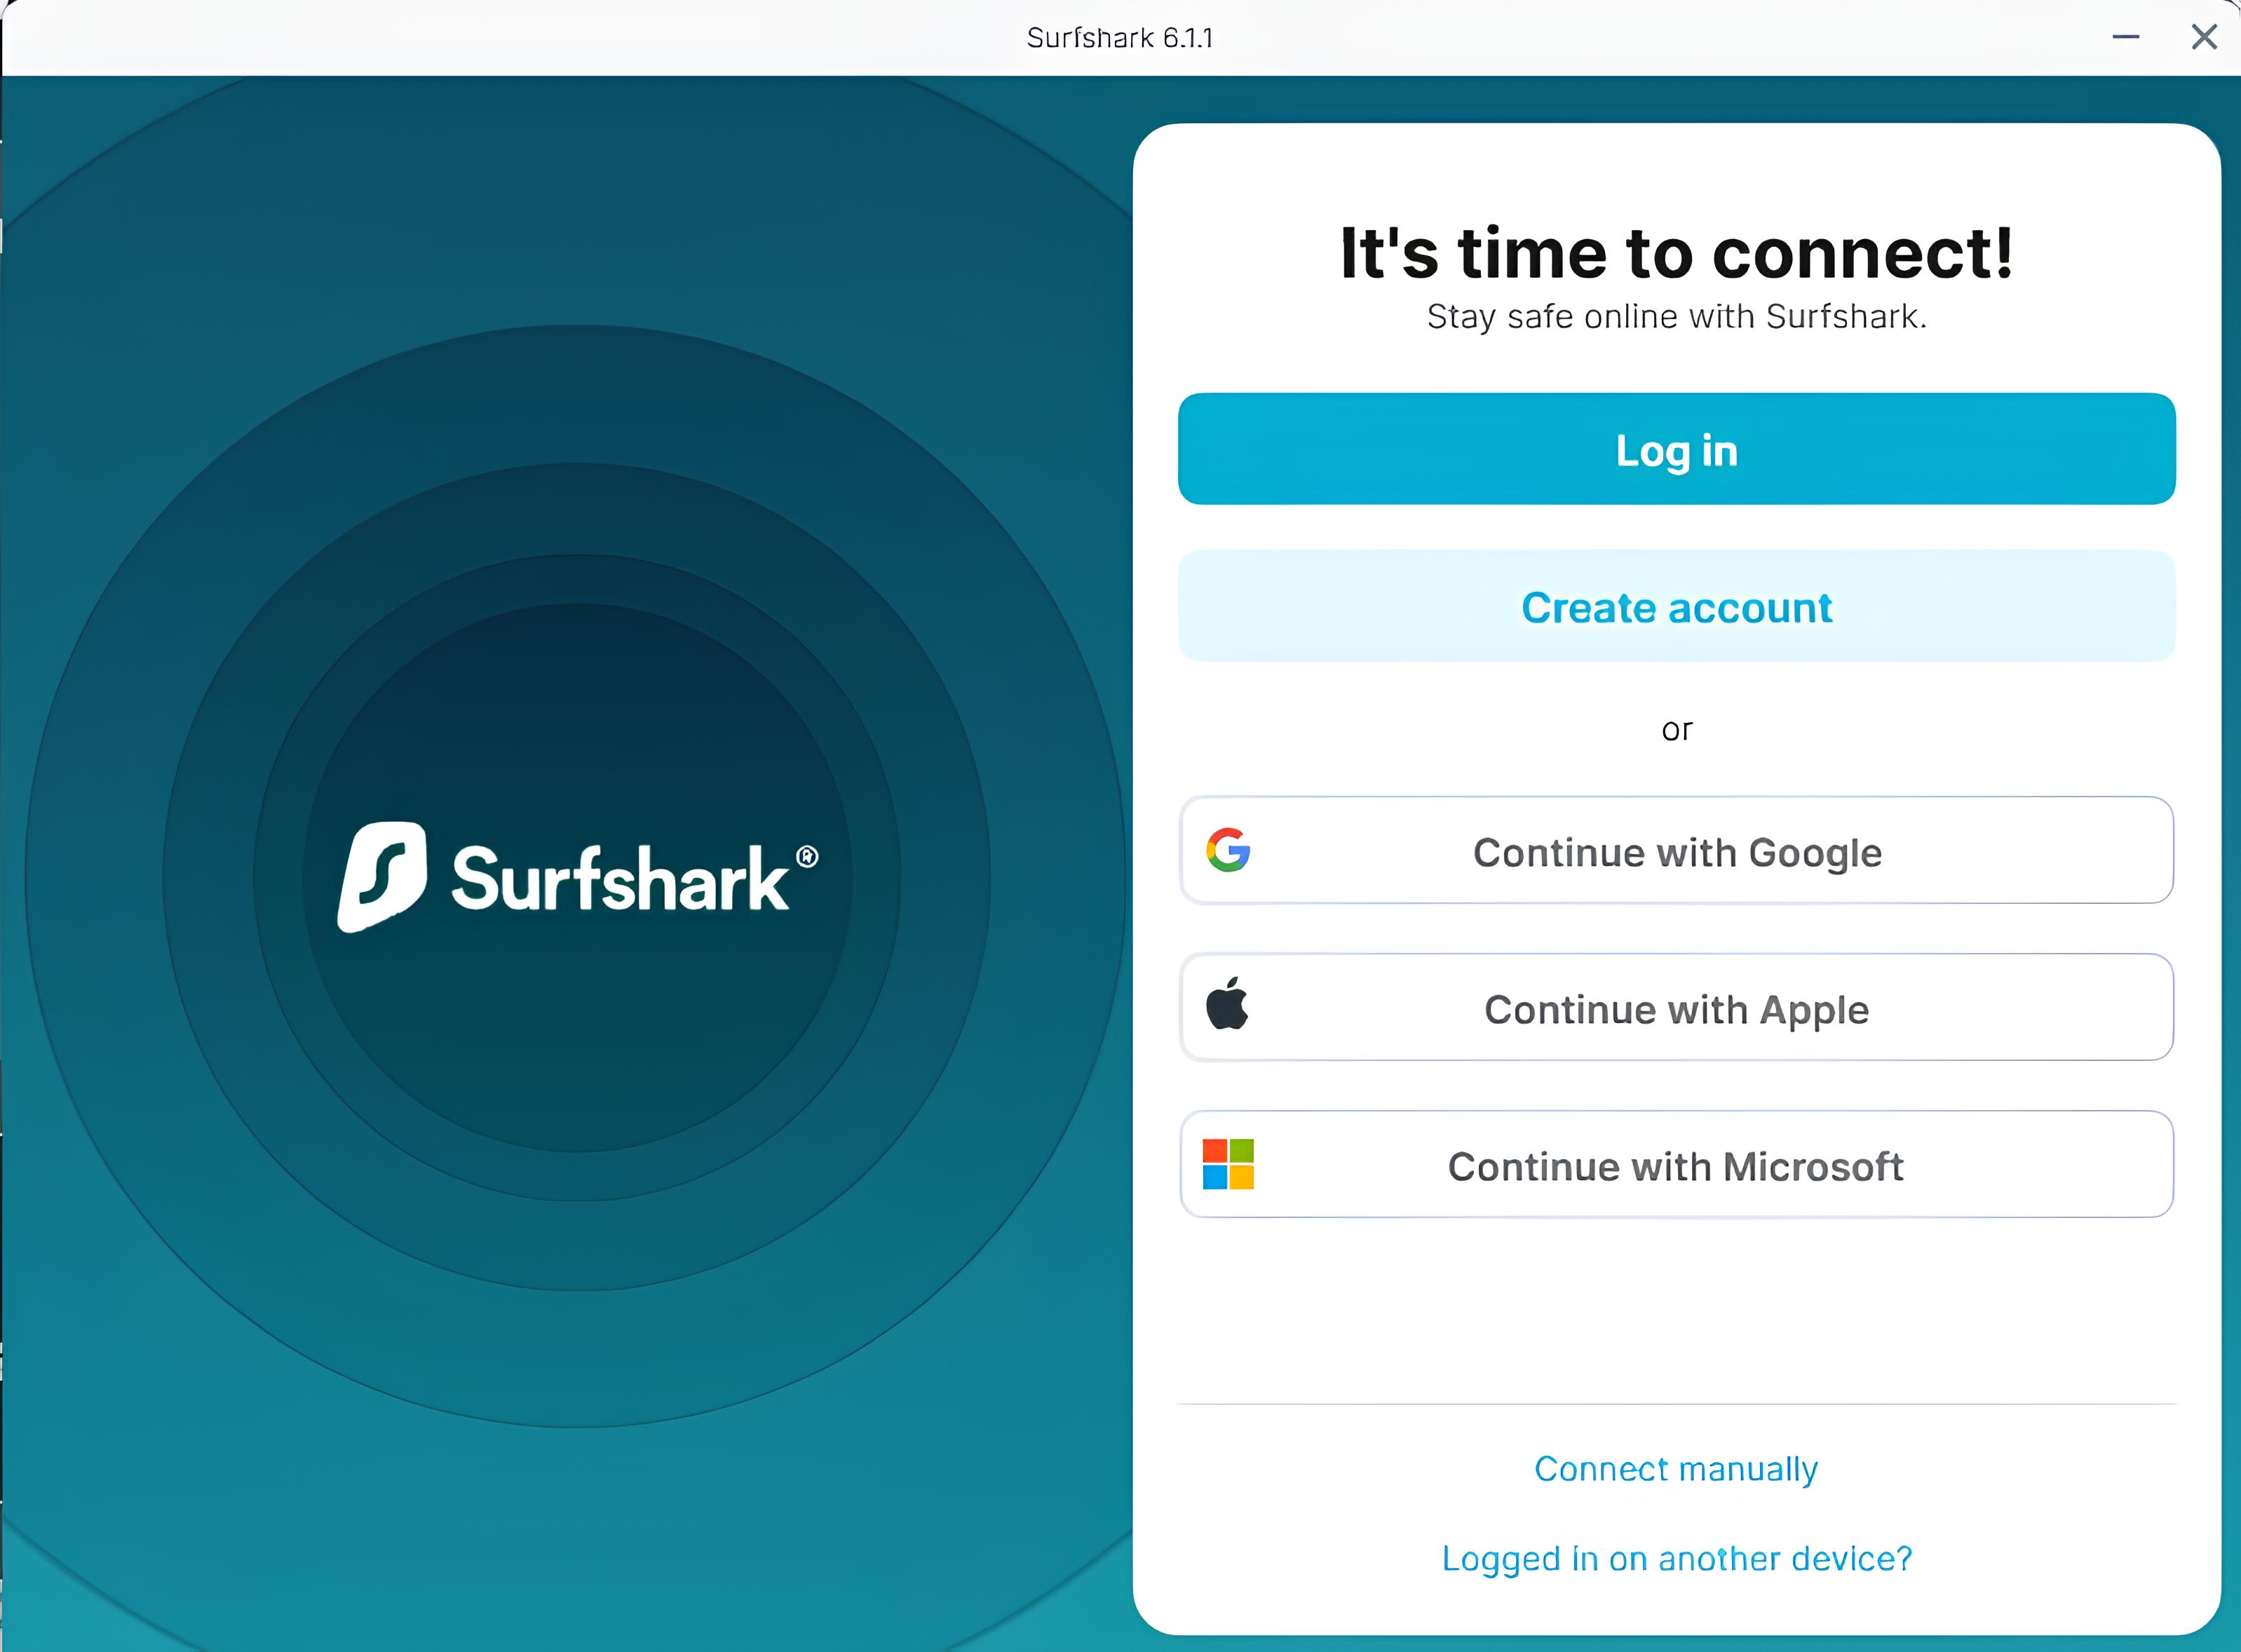 Surfshark 6.1.1
It's time to connect!
Stay safe online with Surfshark.
Log in
Create account
or
Continue with Google
Continue with Apple
Continue with Microsoft
Connect manually
Logged in on another device?
Surfshark®